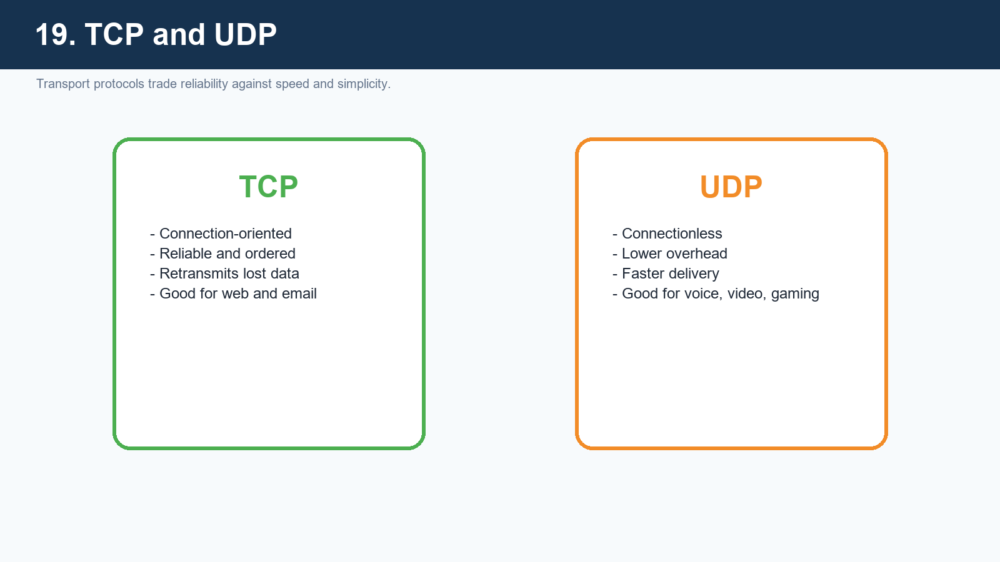 19. TCP and UDP
Transport protocols trade reliability against speed and simplicity.
TCP
- Connection-oriented
- Reliable and ordered
- Retransmits lost data
- Good for web and email
UDP
- Connectionless
- Lower overhead
- Faster delivery
- Good for voice, video, gaming